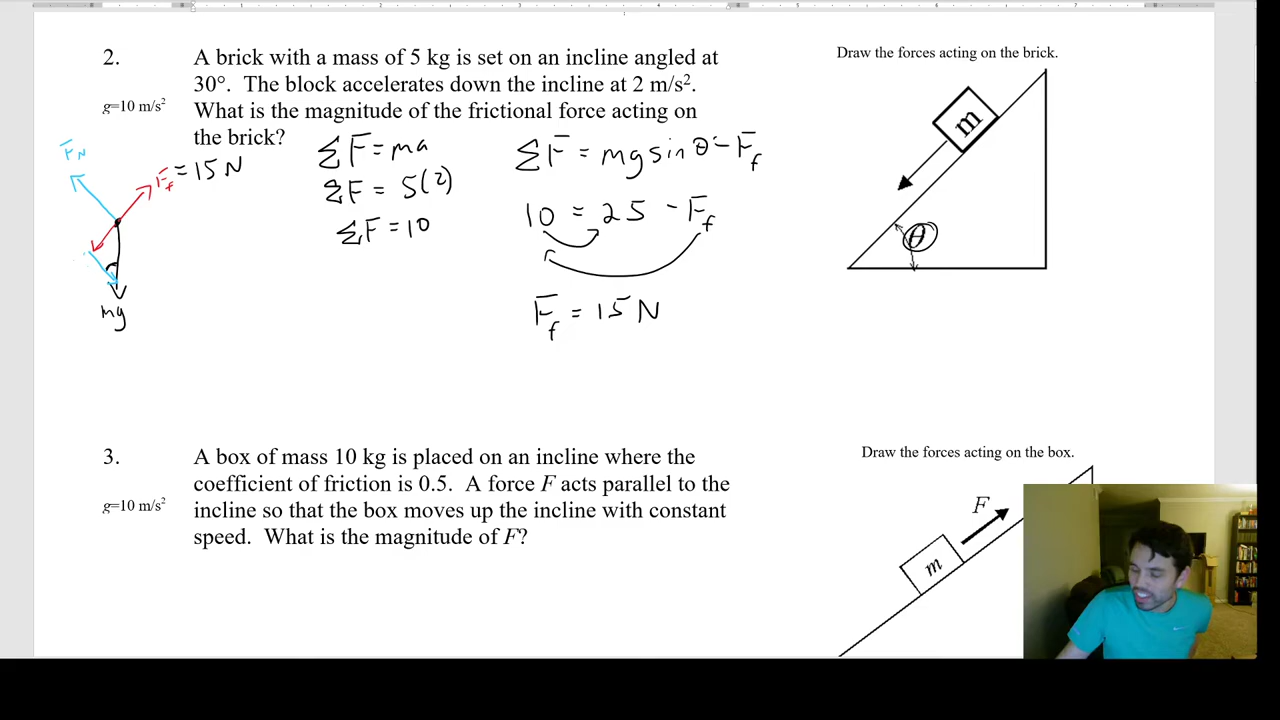 2.
A brick with a mass of 5 kg is set on an incline angled at
30°. The block accelerates down the incline at 2 m/s².
g=10 m/s²
What is the magnitude of the frictional force acting on
the brick?
Draw the forces acting on the brick.
m
θ
F_N
F_f = 15 N
mg
ΣF = ma
ΣF = 5(2)
ΣF = 10
ΣF = mg sin θ - F_f
10 = 25 - F_f
F_f = 15 N
3.
A box of mass 10 kg is placed on an incline where the
coefficient of friction is 0.5. A force F acts parallel to the
g=10 m/s²
incline so that the box moves up the incline with constant
speed. What is the magnitude of F?
Draw the forces acting on the box.
F
m